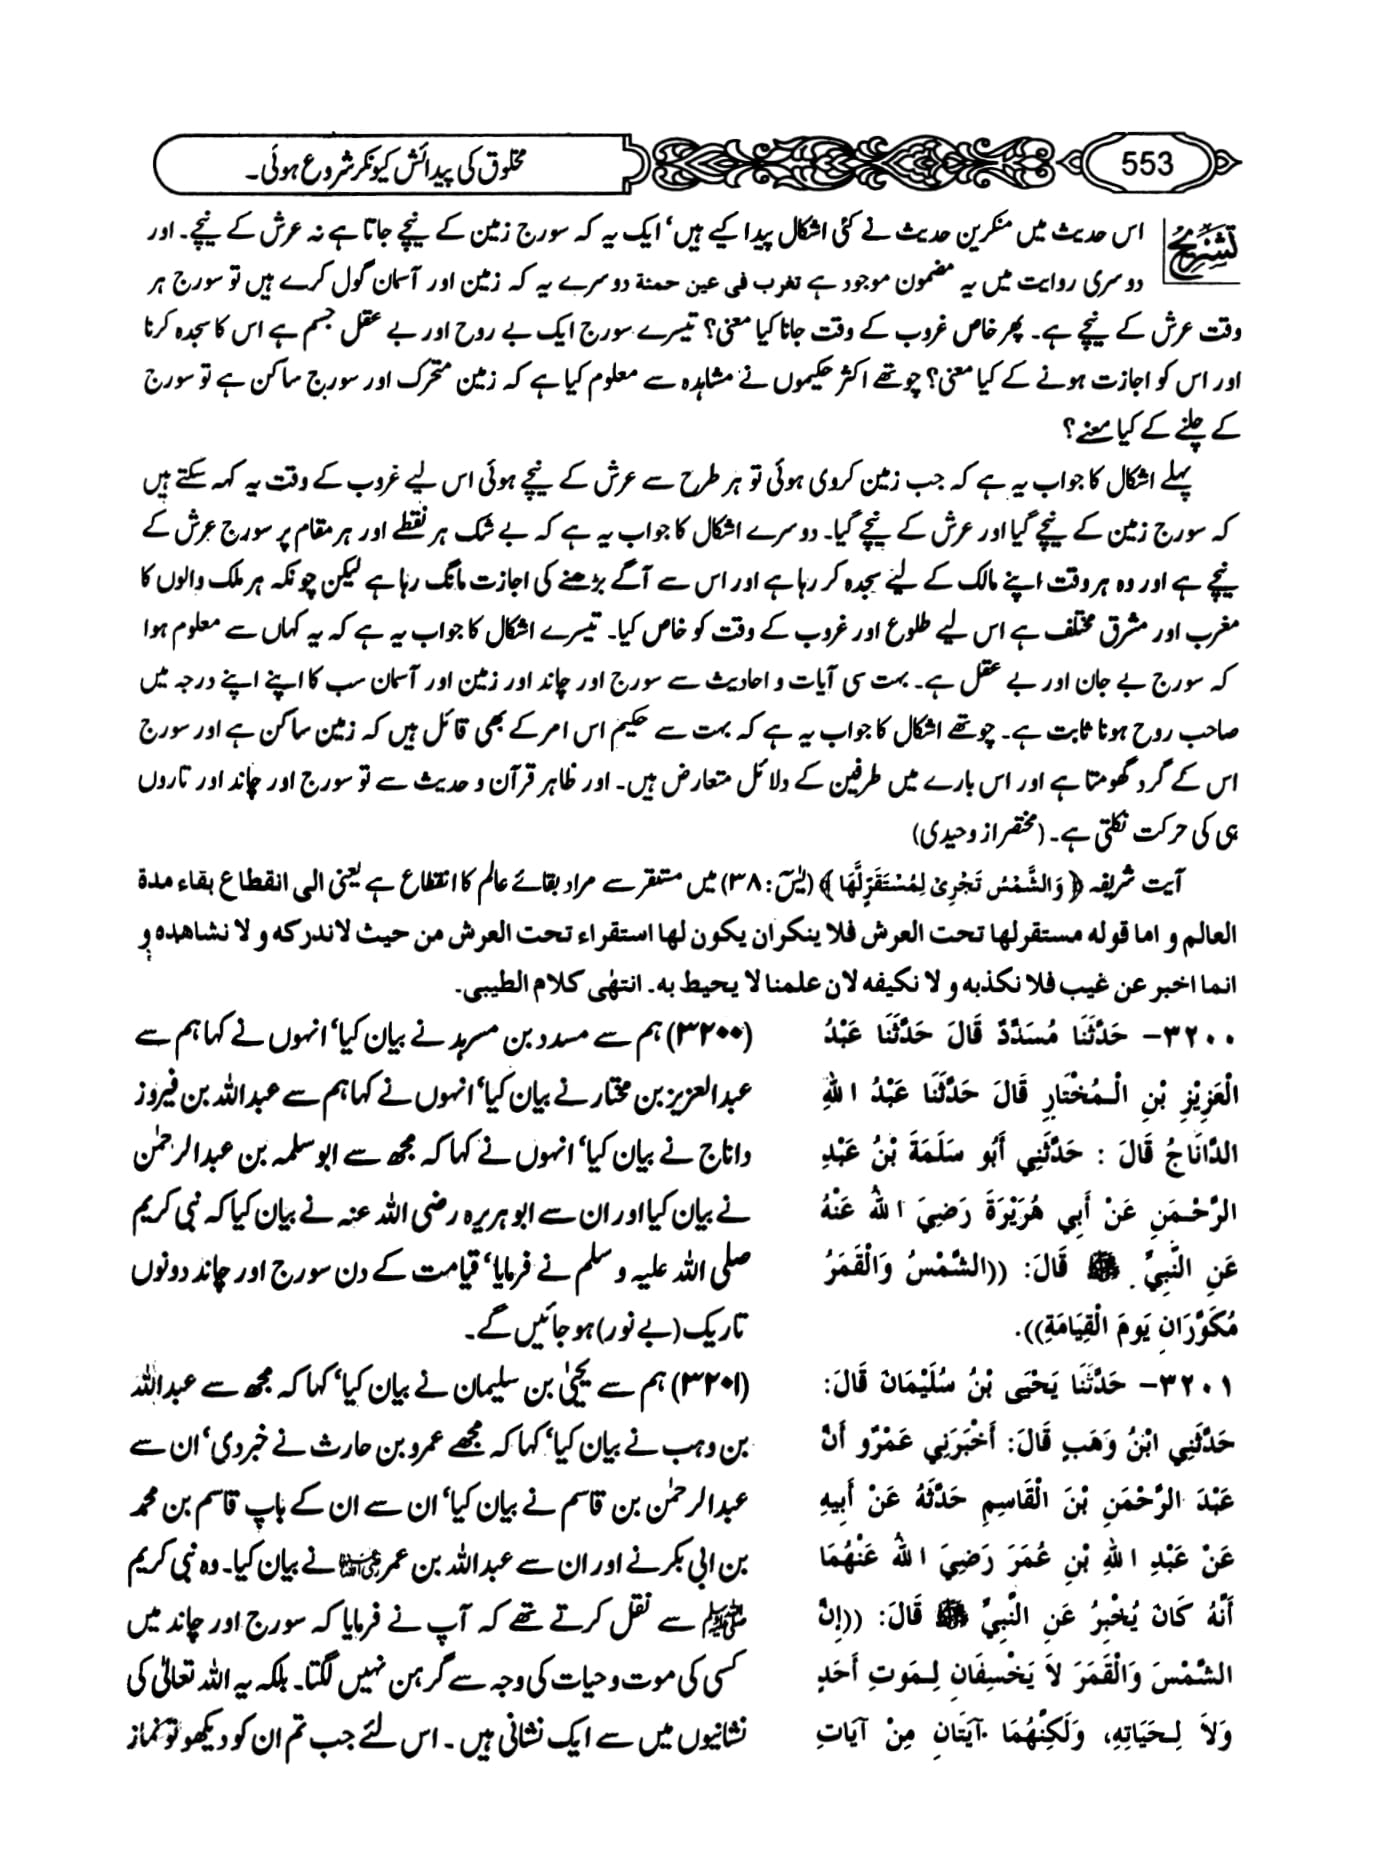 553
مخلوق کی پیدائش کیونکر شروع ہوئی۔
تشریح
اس حدیث میں منکرین حدیث نے کئی اشکال پیدا کیے ہیں‘ ایک یہ کہ سورج زمین کے نیچے جاتا ہے نہ عرش کے نیچے۔ اور
دوسری روایت میں یہ مضمون موجود ہے تغرب فی عین حمئة دوسرے یہ کہ زمین اور آسمان گول کرے ہیں تو سورج ہر
وقت عرش کے نیچے ہے۔ پھر خاص غروب کے وقت جانا کیا معنی؟ تیسرے سورج ایک بے روح اور بے عقل جسم ہے اس کا سجدہ کرنا
اور اس کو اجازت ہونے کے کیا معنی؟ چوتھے اکثر حکیموں نے مشاہدہ سے معلوم کیا ہے کہ زمین متحرک اور سورج ساکن ہے تو سورج
کے چلنے کے کیا معنے؟
پہلے اشکال کا جواب یہ ہے کہ جب زمین کروی ہوئی تو ہر طرح سے عرش کے نیچے ہوئی اس لیے غروب کے وقت یہ کہہ سکتے ہیں
کہ سورج زمین کے نیچے گیا اور عرش کے نیچے گیا۔ دوسرے اشکال کا جواب یہ ہے کہ بے شک ہر نقطے اور ہر مقام پر سورج عرش کے
نیچے ہے اور وہ ہر وقت اپنے مالک کے لیے سجدہ کر رہا ہے اور اس سے آگے بڑھنے کی اجازت مانگ رہا ہے لیکن چونکہ ہر ملک والوں کا
مغرب اور مشرق مختلف ہے اس لیے طلوع اور غروب کے وقت کو خاص کیا۔ تیسرے اشکال کا جواب یہ ہے کہ یہ کہاں سے معلوم ہوا
کہ سورج بے جان اور بے عقل ہے۔ بہت سی آیات و احادیث سے سورج اور چاند اور زمین اور آسمان سب کا اپنے اپنے درجہ میں
صاحب روح ہونا ثابت ہے۔ چوتھے اشکال کا جواب یہ ہے کہ بہت سے حکیم اس امر کے بھی قائل ہیں کہ زمین ساکن ہے اور سورج
اس کے گرد گھومتا ہے اور اس بارے میں طرفین کے دلائل متعارض ہیں۔ اور ظاہر قرآن و حدیث سے تو سورج اور چاند اور تاروں
ہی کی حرکت نکلتی ہے۔ (مختصر از وحیدی)
آیت شریفہ ﴿ وَالشَّمْسُ تَجْرِیْ لِمُسْتَقَرٍّلَّهَا ﴾ (یٰسٓ: ۳۸) میں مستقر سے مراد بقائے عالم کا انقطاع ہے یعنی الی انقطاع بقاء مدة
العالم و اما قوله مستقرلها تحت العرش فلا ینکران یکون لها استقراء تحت العرش من حیث لاندرکه و لا نشاهده و
انما اخبر عن غیب فلا نکذبه و لا نکیفه لان علمنا لا یحیط به۔ انتهٰی کلام الطیبی۔
۳۲۰۰- حَدَّثَنَا مُسَدَّدٌ قَالَ حَدَّثَنَا عَبْدُ
الْعَزِيْزِ بْنِ الْـمُخْتَارِ قَالَ حَدَّثَنَا عَبْدُ اللهِ
الدَّانَاجُ قَالَ : حَدَّثَنِي أَبُو سَلَمَةَ بْنُ عَبْدِ
الرَّحْـمَنِ عَنْ أَبِي هُرَيْرَةَ رَضِيَ اللهُ عَنْهُ
عَنِ النَّبِيِّ ﷺ قَالَ: ((الشَّمْسُ وَالْقَمَرُ
مُكَوَّرَانِ يَومَ الْقِيَامَةِ)).
۳۲۰۱- حَدَّثَنَا يَحْيَى بْنُ سُلَيْمَانَ قَالَ:
حَدَّثَنِي ابْنُ وَهَبٍ قَالَ: أَخْبَرَنِي عَمْرٌو أَنَّ
عَبْدَ الرَّحْمَنِ بْنَ الْقَاسِمِ حَدَّثَهُ عَنْ أَبِيهِ
عَنْ عَبْدِ اللهِ بْنِ عُمَرَ رَضِيَ اللهُ عَنْهُمَا
أَنَّهُ كَانَ يُخْبِرُ عَنِ النَّبِيِّ ﷺ قَالَ: ((إِنَّ
الشَّمْسَ وَالْقَمَرَ لاَ يَخْسِفَانِ لِـمَوتِ أَحَدٍ
وَلاَ لِـحَيَاتِهِ، وَلَكِنَّهُمَا آيَتَانِ مِنْ آيَاتِ
(۳۲۰۰) ہم سے مسدد بن مسرہد نے بیان کیا‘ انہوں نے کہا ہم سے
عبدالعزیز بن مختار نے بیان کیا‘ انہوں نے کہا ہم سے عبداللہ بن فیروز
داناج نے بیان کیا‘ انہوں نے کہا کہ مجھ سے ابو سلمہ بن عبدالرحمٰن
نے بیان کیا اور ان سے ابو ہریرہ رضی اللہ عنہ نے بیان کیا کہ نبی کریم
صلی اللہ علیہ و سلم نے فرمایا‘ قیامت کے دن سورج اور چاند دونوں
تاریک (بے نور) ہو جائیں گے۔
(۳۲۰۱) ہم سے یحیٰی بن سلیمان نے بیان کیا‘ کہا کہ مجھ سے عبداللہ
بن وہب نے بیان کیا‘ کہا کہ مجھے عمرو بن حارث نے خبر دی‘ ان سے
عبدالرحمٰن بن قاسم نے بیان کیا‘ ان سے ان کے باپ قاسم بن محمد
بن ابی بکر نے اور ان سے عبداللہ بن عمر رضی اللہ عنہما نے بیان کیا۔ وہ نبی کریم
ﷺ سے نقل کرتے تھے کہ آپ نے فرمایا کہ سورج اور چاند میں
کسی کی موت و حیات کی وجہ سے گرہن نہیں لگتا۔ بلکہ یہ اللہ تعالیٰ کی
نشانیوں میں سے ایک نشانی ہیں۔ اس لئے جب تم ان کو دیکھو تو نماز